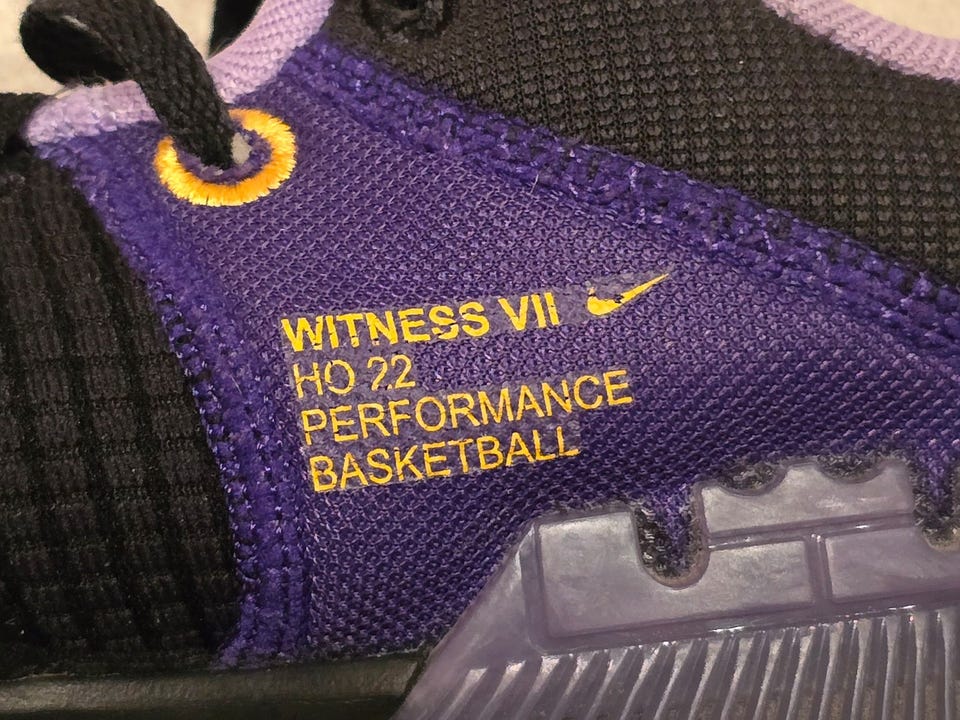 WITNESS VII
HO 22
PERFORMANCE
BASKETBALL